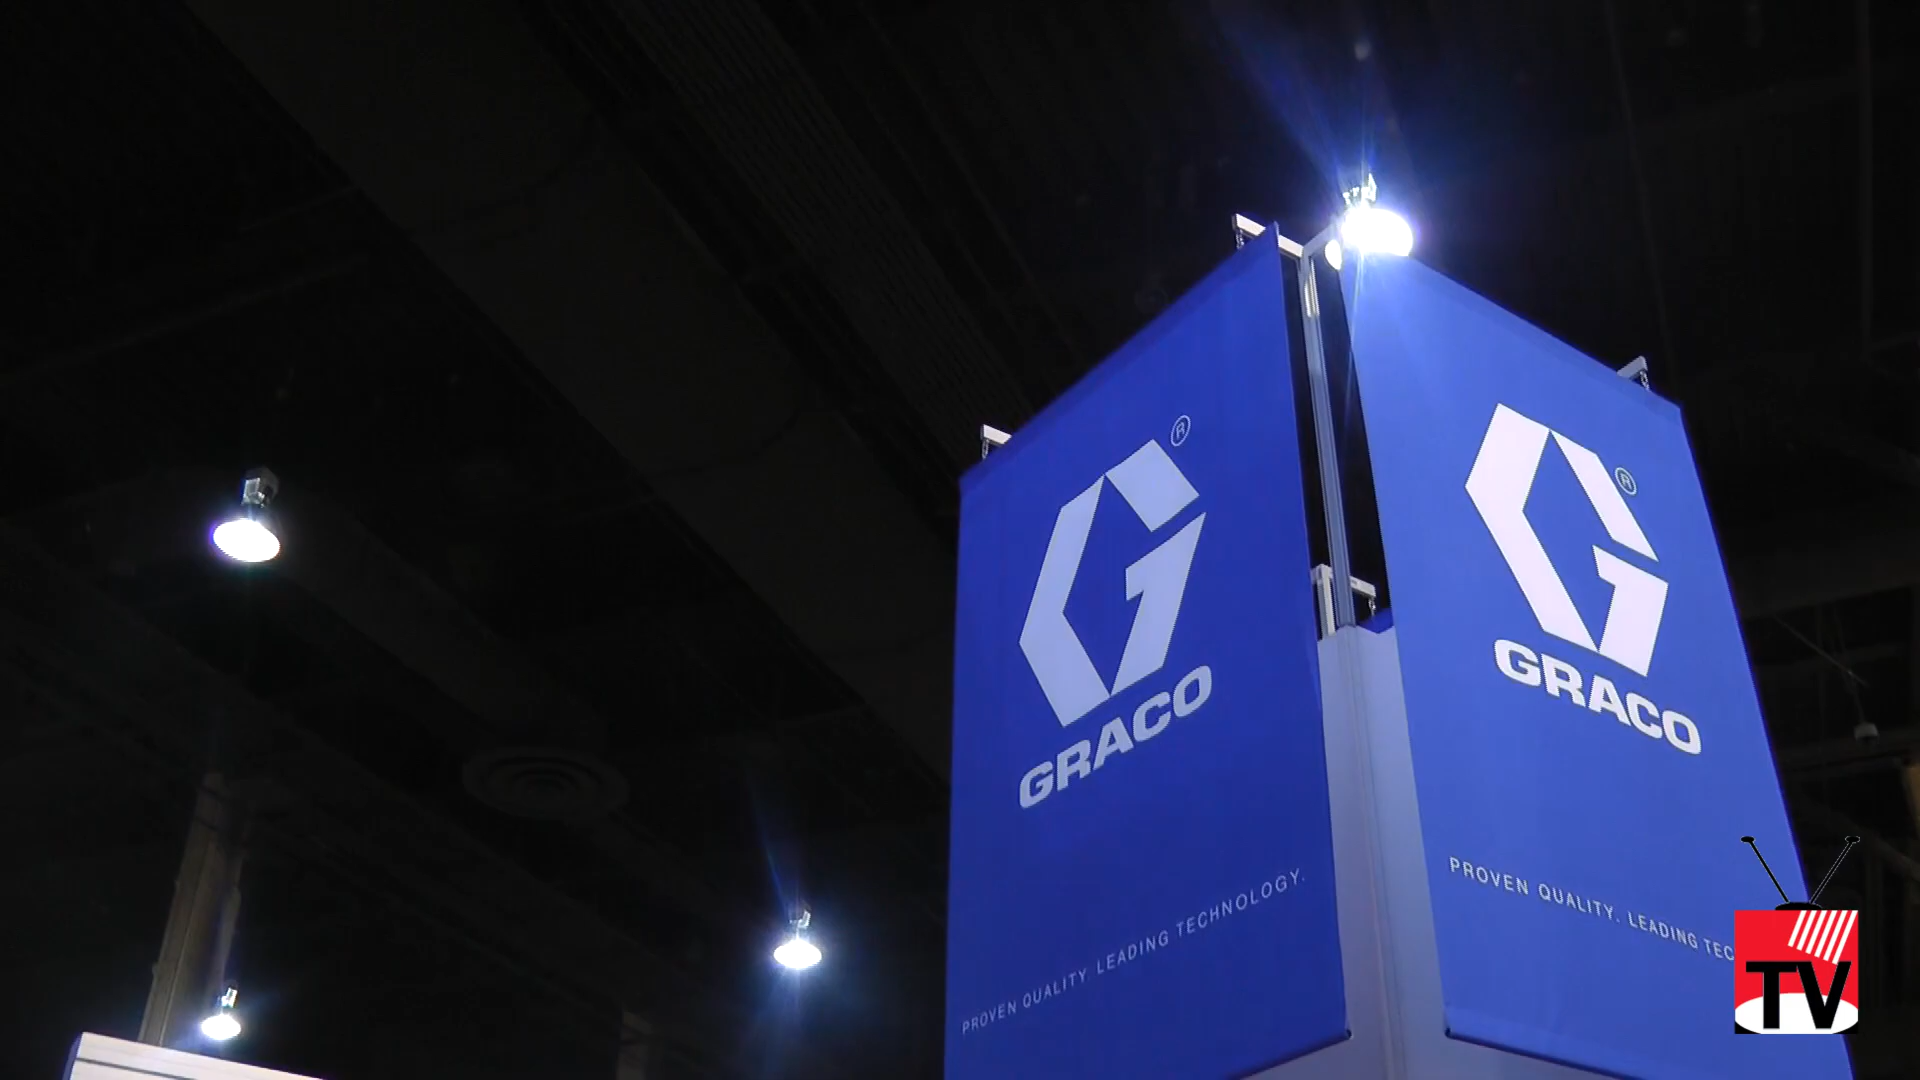 ®
GRACO
PROVEN QUALITY. LEADING TECHNOLOGY.
®
GRACO
PROVEN QUALITY. LEADING TEC
TV